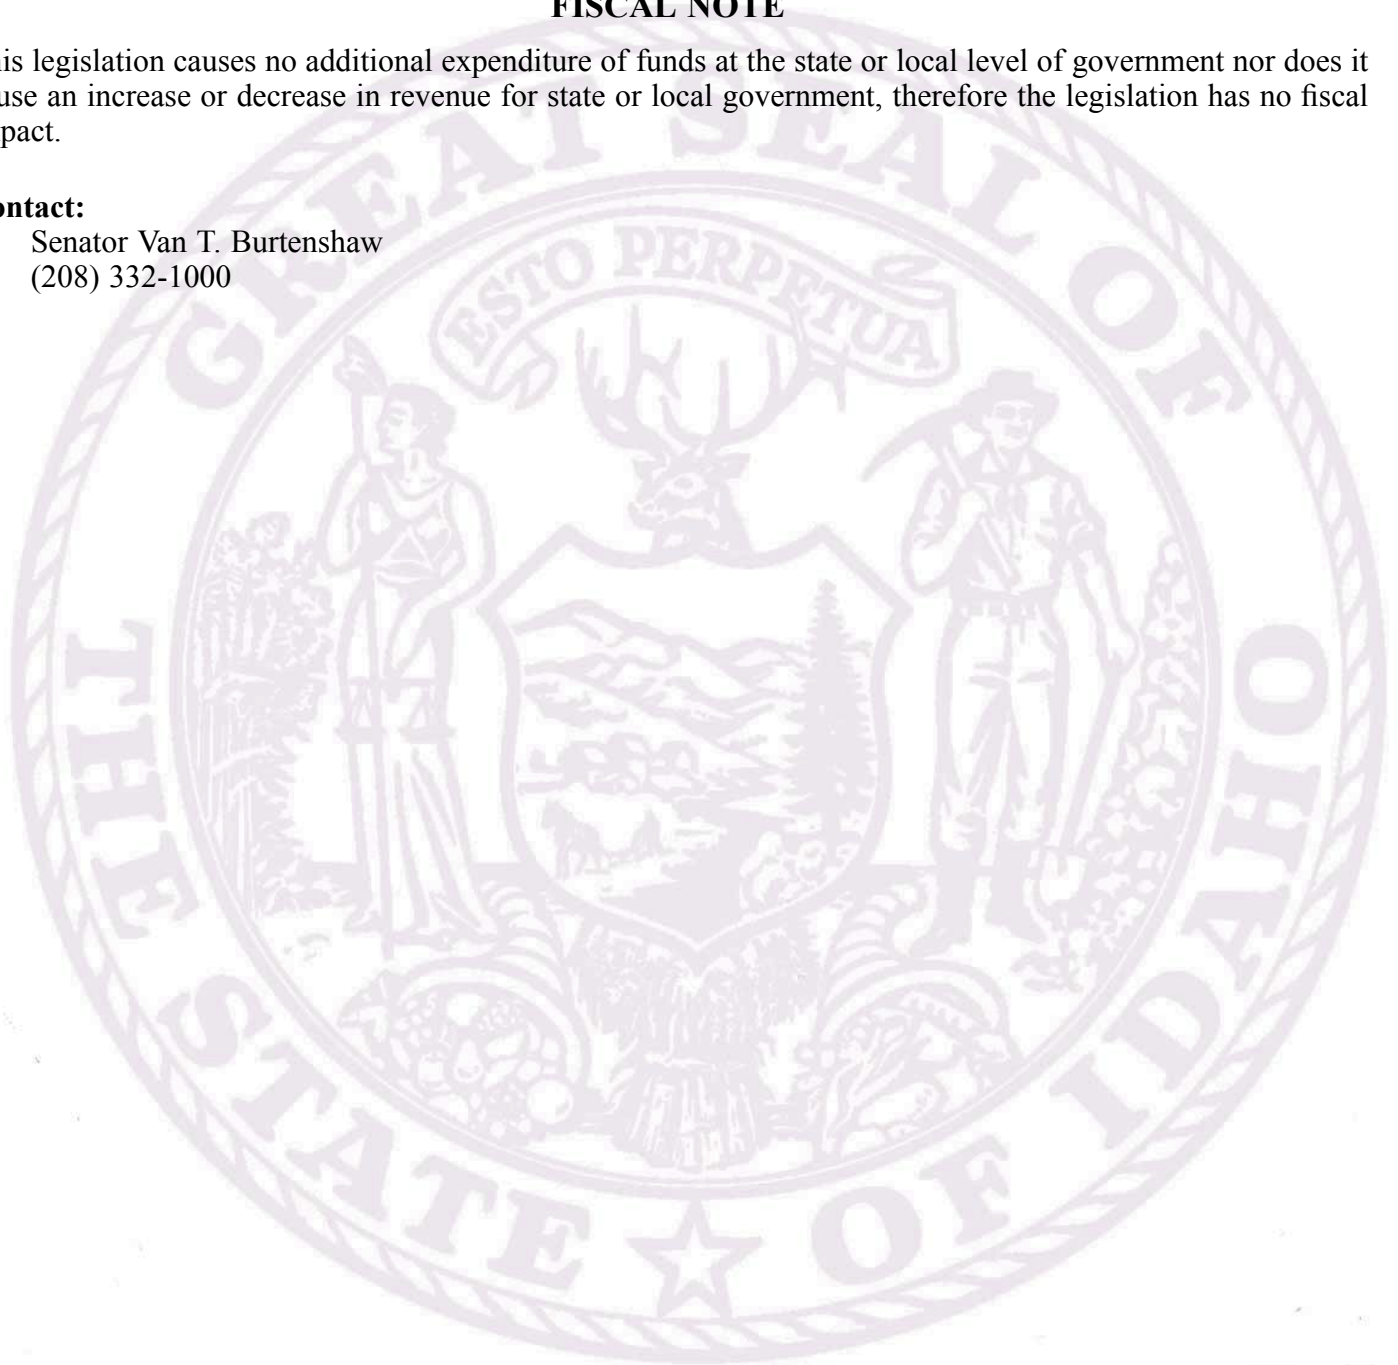 FISCAL NOTE
his legislation causes no additional expenditure of funds at the state or local level of government nor does it
use an increase or decrease in revenue for state or local government, therefore the legislation has no fiscal
pact.
ontact:
Senator Van T. Burtenshaw
(208) 332-1000
GREAT SEAL OF
THE STATE OF IDAHO
ESTO PERPETUA